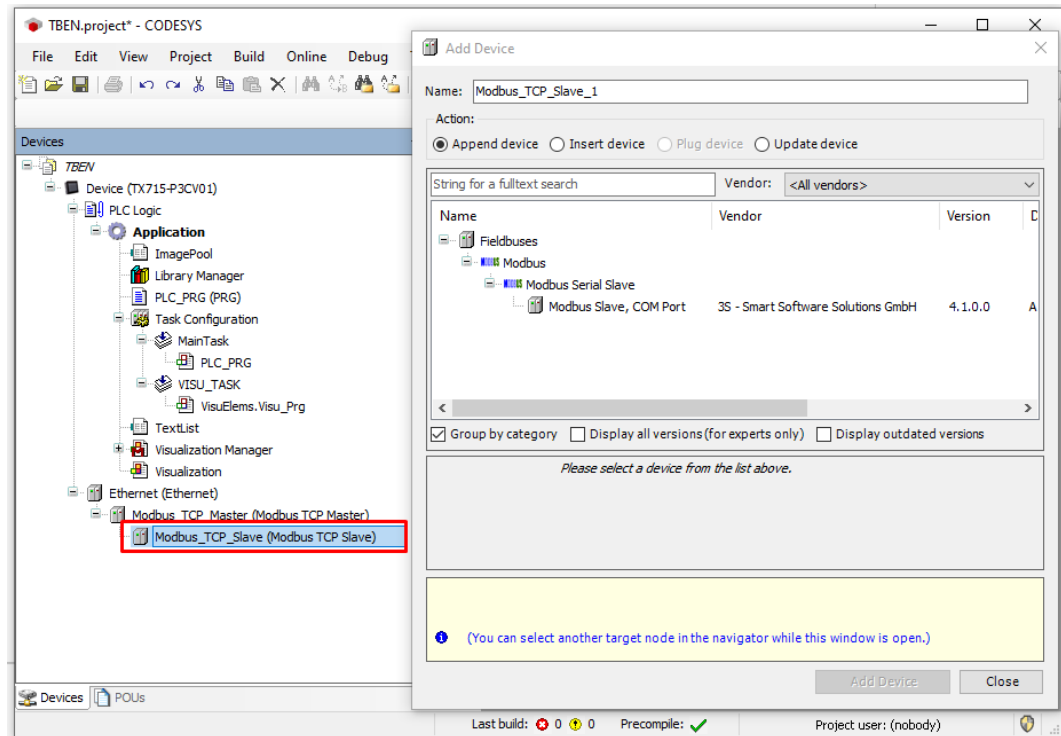 TBEN.project* - CODESYS
File Edit View Project Build Online Debug
Devices
TBEN
Device (TX715-P3CV01)
PLC Logic
Application
ImagePool
Library Manager
PLC_PRG (PRG)
Task Configuration
MainTask
PLC_PRG
VISU_TASK
VisuElems.Visu_Prg
TextList
Visualization Manager
Visualization
Ethernet (Ethernet)
Modbus_TCP_Master (Modbus TCP Master)
Modbus_TCP_Slave (Modbus TCP Slave)
Devices POUs
Add Device
Name: Modbus_TCP_Slave_1
Action:
Append device Insert device Plug device Update device
String for a fulltext search Vendor: <All vendors>
Name Vendor Version D
Fieldbuses
Modbus
Modbus Serial Slave
Modbus Slave, COM Port 3S - Smart Software Solutions GmbH 4.1.0.0 A
Group by category Display all versions (for experts only) Display outdated versions
Please select a device from the list above.
(You can select another target node in the navigator while this window is open.)
Add Device Close
Last build: 0 0 Precompile: Project user: (nobody)